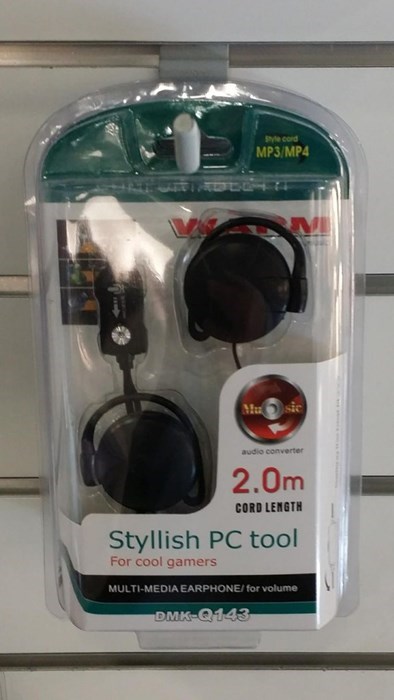 Style cord
MP3/MP4
WARM
Music
audio converter
2.0m
CORD LENGTH
Styllish PC tool
For cool gamers
MULTI-MEDIA EARPHONE/ for volume
DMK-Q143